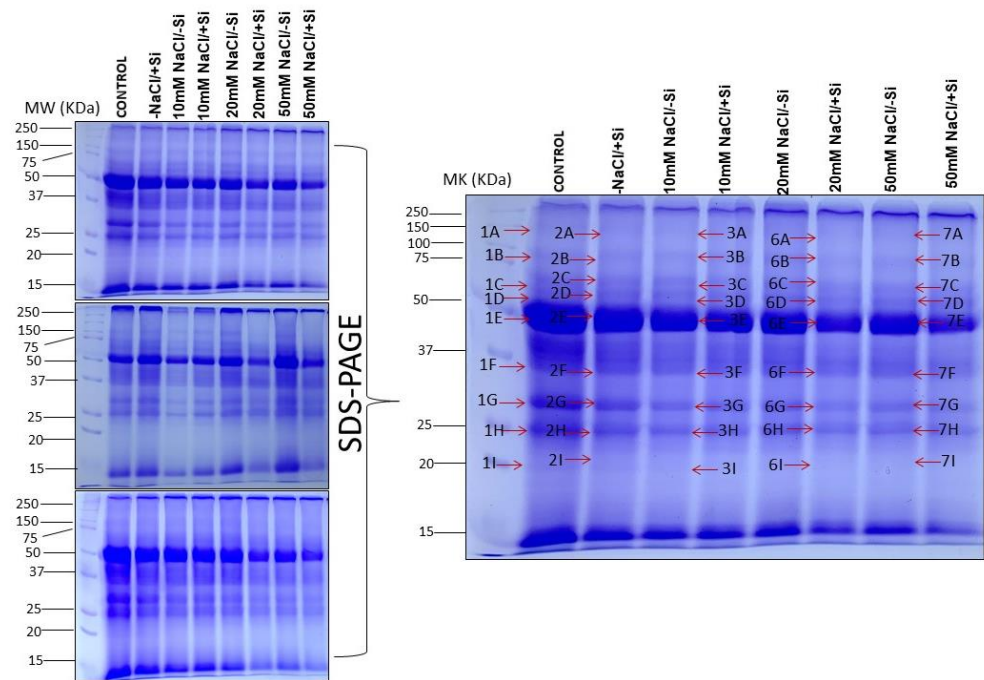 CONTROL
-NaCl/+Si
10mM NaCl/-Si
10mM NaCl/+Si
20mM NaCl/-Si
20mM NaCl/+Si
50mM NaCl/-Si
50mM NaCl/+Si
MW (KDa)
250
150
75
50
37
25
20
15
250
150
75
50
37
25
20
15
250
150
75
50
37
25
20
15
SDS-PAGE
CONTROL
-NaCl/+Si
10mM NaCl/-Si
10mM NaCl/+Si
20mM NaCl/-Si
20mM NaCl/+Si
50mM NaCl/-Si
50mM NaCl/+Si
MK (KDa)
250
150
100
75
50
37
25
20
15
1A 2A 3A 6A 7A
1B 2B 3B 6B 7B
1C 2C 3C 6C 7C
1D 2D 3D 6D 7D
1E 2E 3E 6E 7E
1F 2F 3F 6F 7F
1G 2G 3G 6G 7G
1H 2H 3H 6H 7H
1I 2I 3I 6I 7I